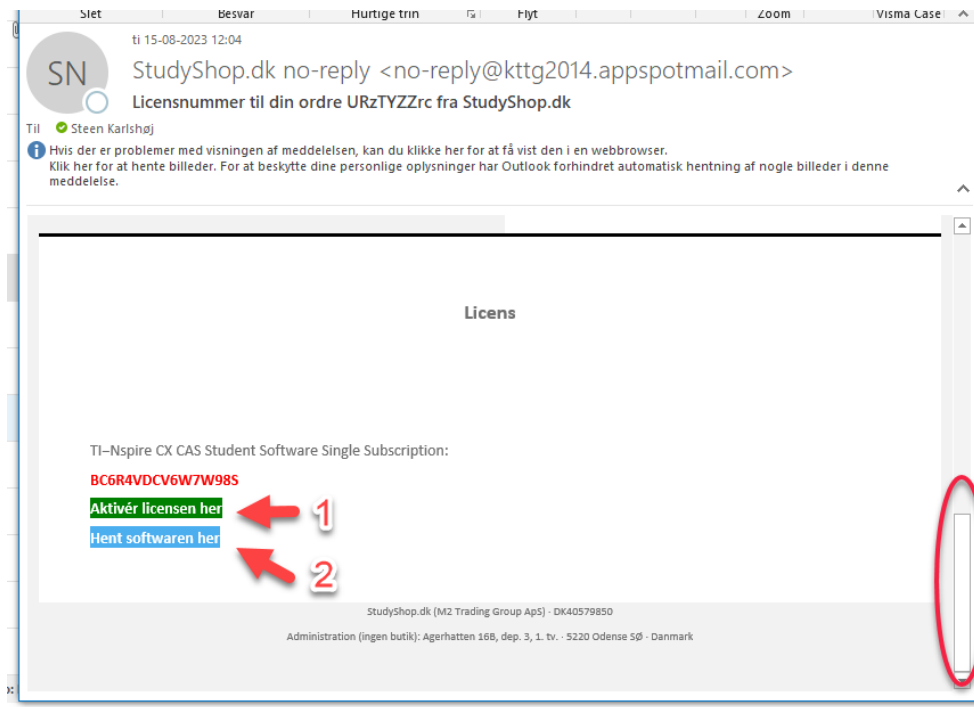 Slet Besvar Hurtige trin Flyt Zoom Visma Case
ti 15-08-2023 12:04
SN
StudyShop.dk no-reply <no-reply@kttg2014.appspotmail.com>
Licensnummer til din ordre URzTYZZrc fra StudyShop.dk
Til Steen Karlshøj
Hvis der er problemer med visningen af meddelelsen, kan du klikke her for at få vist den i en webbrowser.
Klik her for at hente billeder. For at beskytte dine personlige oplysninger har Outlook forhindret automatisk hentning af nogle billeder i denne
meddelelse.
Licens
TI–Nspire CX CAS Student Software Single Subscription:
BC6R4VDCV6W7W98S
Aktivér licensen her
1
Hent softwaren her
2
StudyShop.dk (M2 Trading Group ApS) · DK40579850
Administration (ingen butik): Agerhatten 16B, dep. 3, 1. tv. · 5220 Odense SØ · Danmark